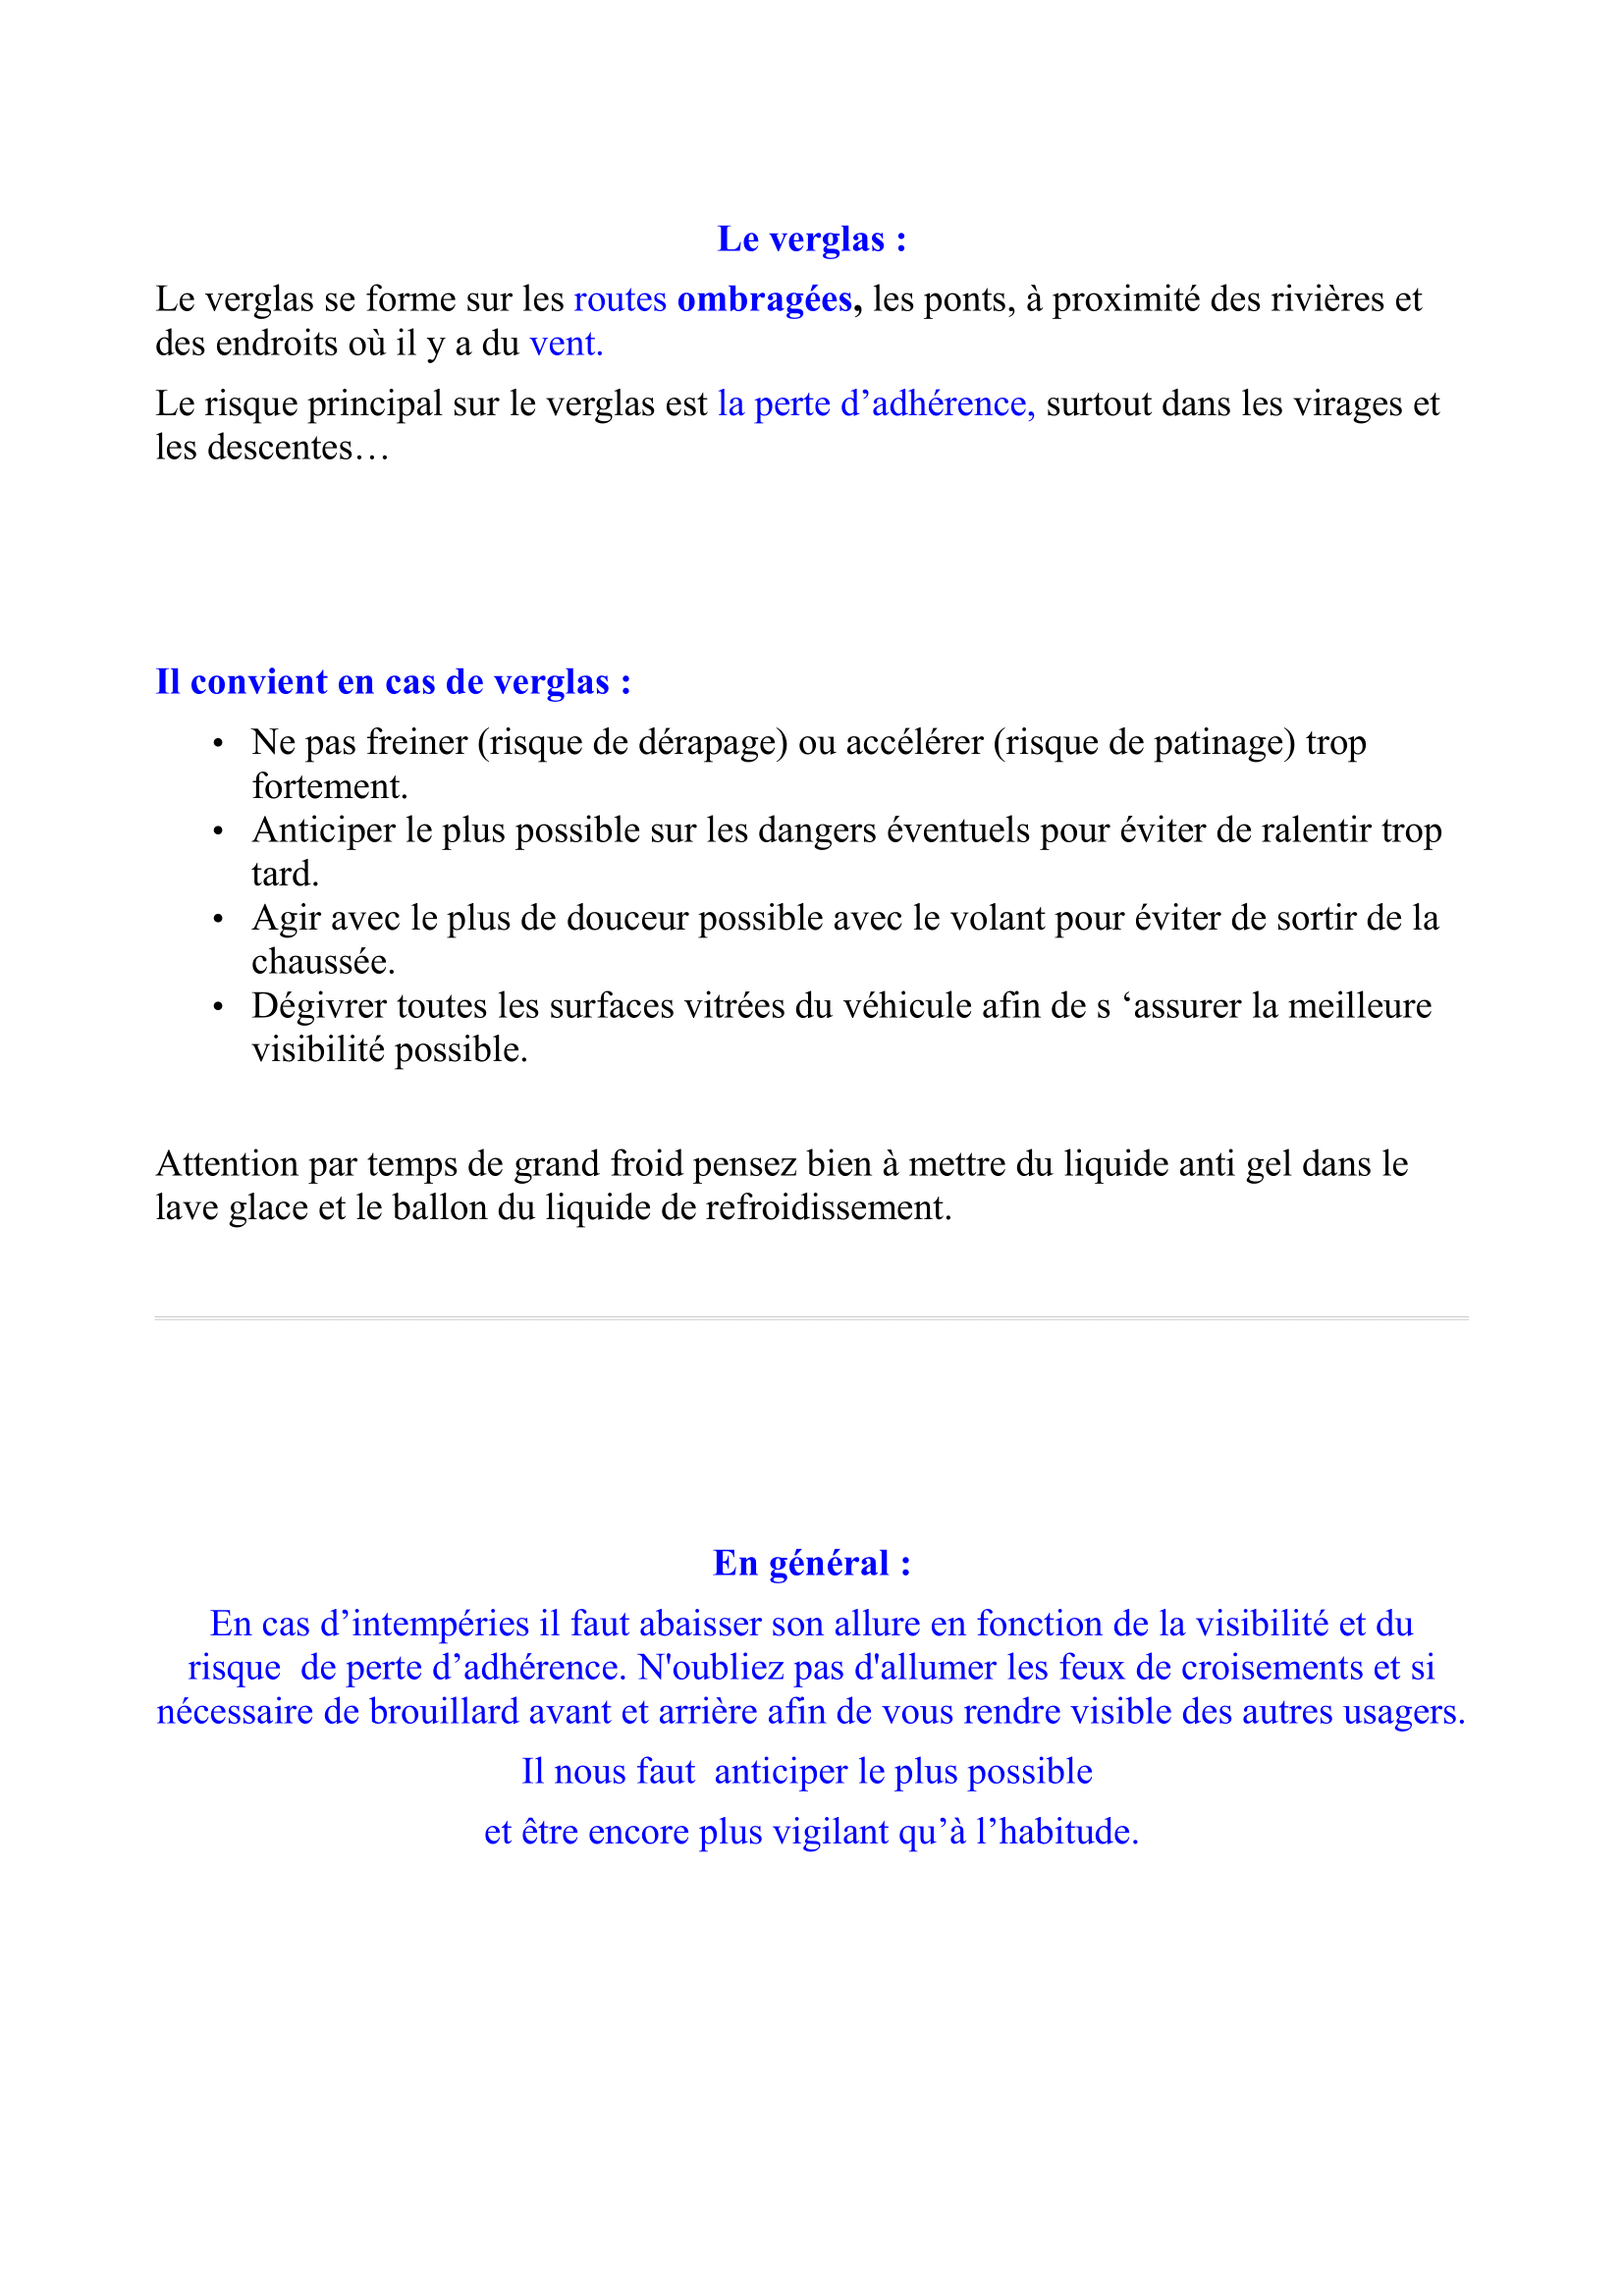 Le verglas :
Le verglas se forme sur les routes ombragées, les ponts, à proximité des rivières et
des endroits où il y a du vent.
Le risque principal sur le verglas est la perte d’adhérence, surtout dans les virages et
les descentes…
Il convient en cas de verglas :
• Ne pas freiner (risque de dérapage) ou accélérer (risque de patinage) trop
fortement.
• Anticiper le plus possible sur les dangers éventuels pour éviter de ralentir trop
tard.
• Agir avec le plus de douceur possible avec le volant pour éviter de sortir de la
chaussée.
• Dégivrer toutes les surfaces vitrées du véhicule afin de s ‘assurer la meilleure
visibilité possible.
Attention par temps de grand froid pensez bien à mettre du liquide anti gel dans le
lave glace et le ballon du liquide de refroidissement.
En général :
En cas d’intempéries il faut abaisser son allure en fonction de la visibilité et du
risque  de perte d’adhérence. N'oubliez pas d'allumer les feux de croisements et si
nécessaire de brouillard avant et arrière afin de vous rendre visible des autres usagers.
Il nous faut  anticiper le plus possible
et être encore plus vigilant qu’à l’habitude.